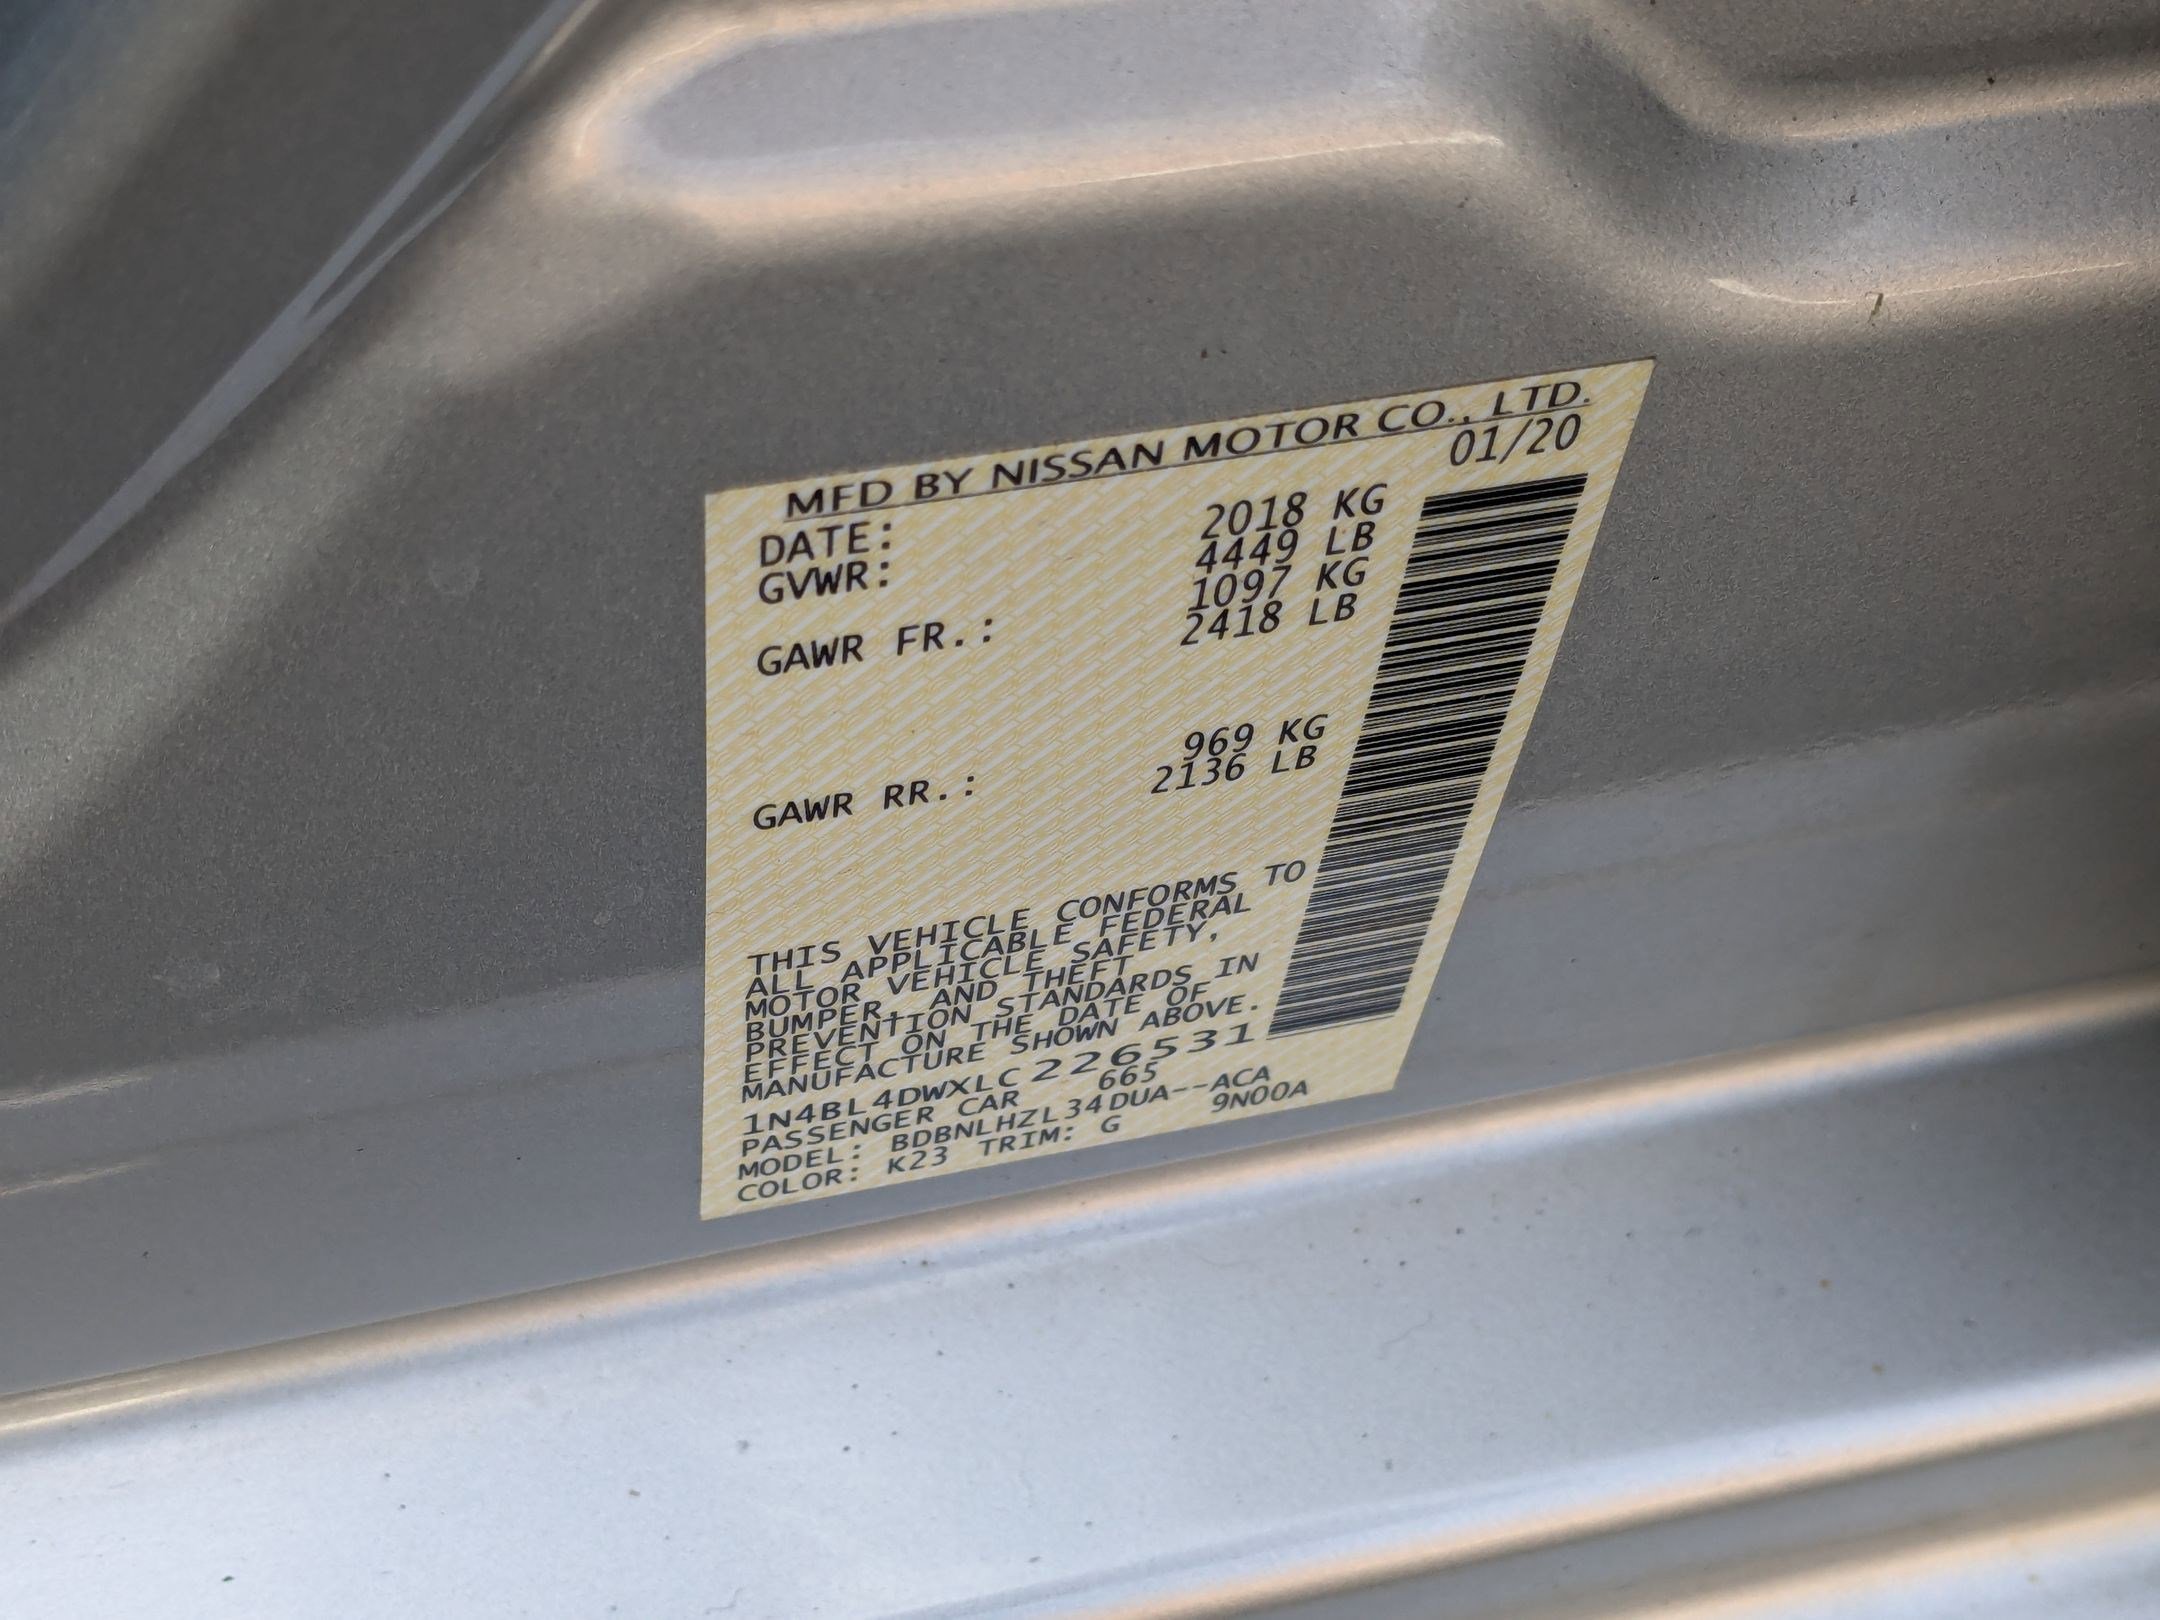 MFD BY NISSAN MOTOR CO., LTD.
DATE: 01/20
GVWR: 2018 KG
4449 LB
GAWR FR.: 1097 KG
2418 LB
GAWR RR.: 969 KG
2136 LB
THIS VEHICLE CONFORMS TO
ALL APPLICABLE FEDERAL
MOTOR VEHICLE SAFETY,
BUMPER, AND THEFT
PREVENTION STANDARDS IN
EFFECT ON THE DATE OF
MANUFACTURE SHOWN ABOVE.
1N4BL4DWXLC226531
PASSENGER CAR 665
MODEL: BDBNLHZL34DUA--ACA
COLOR: K23 TRIM: G 9N00A